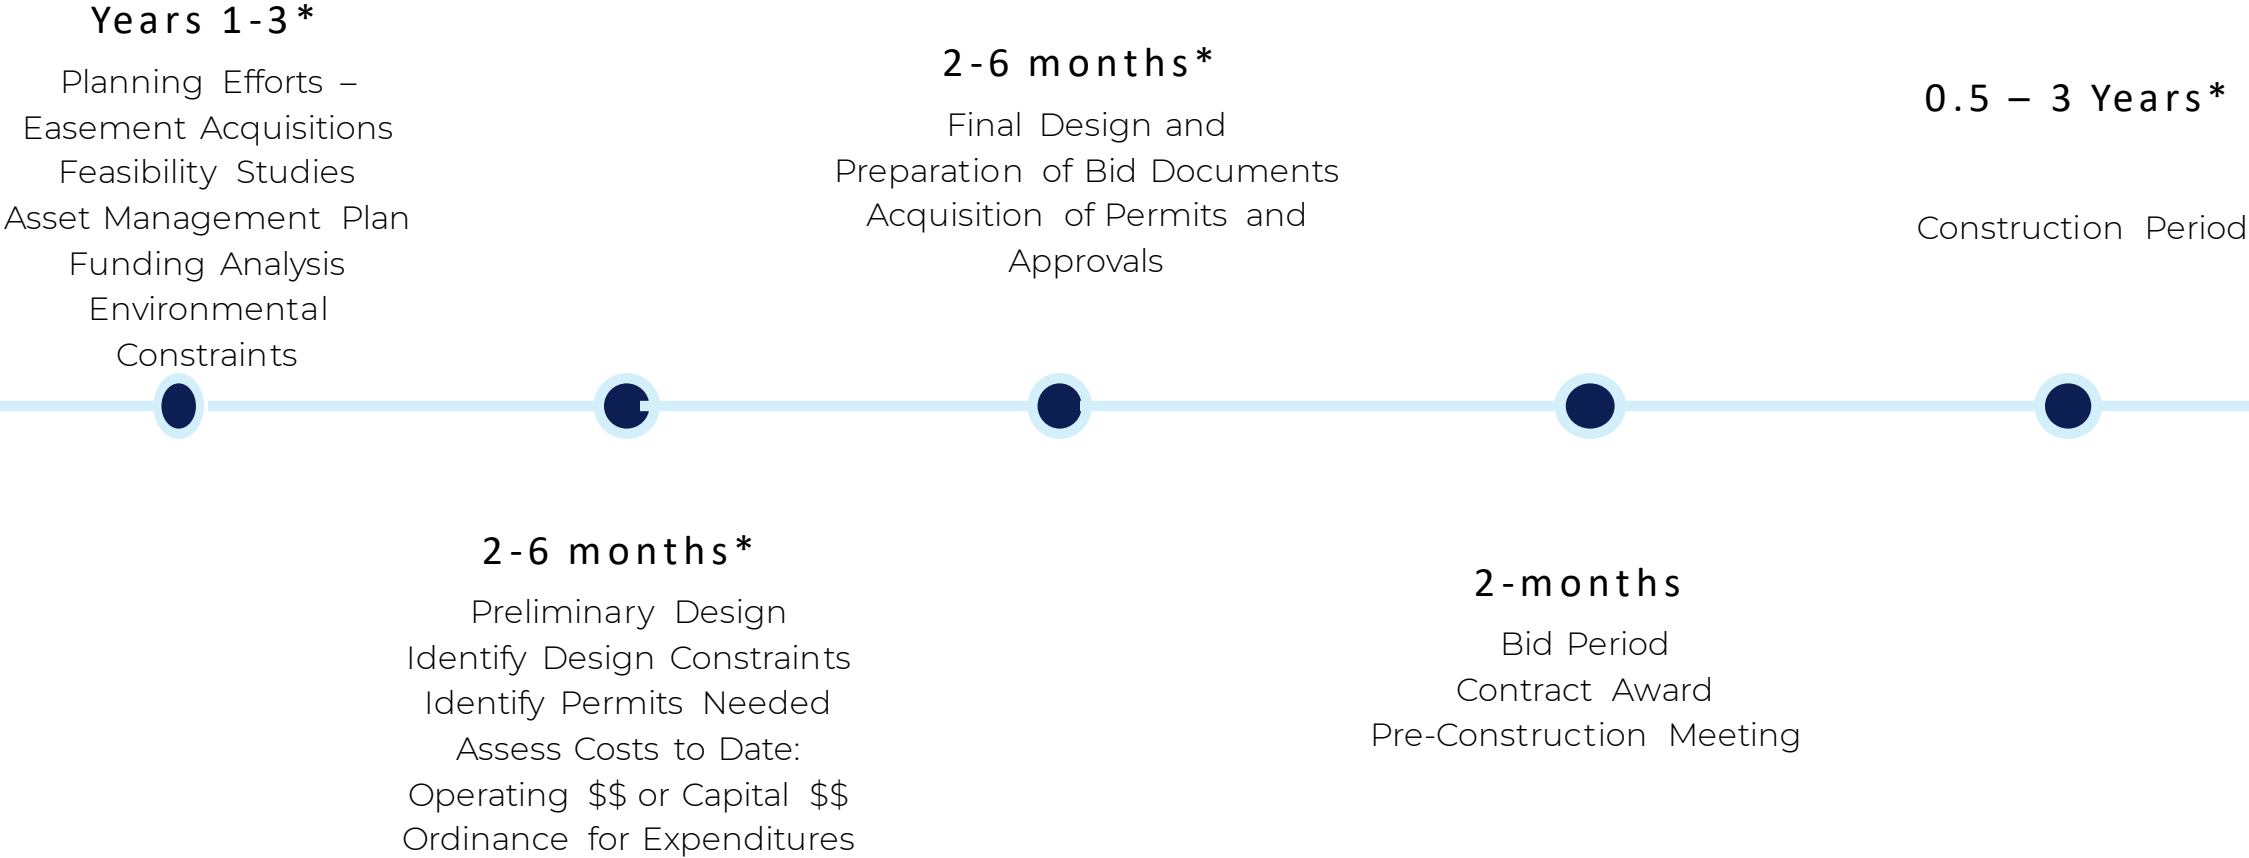 Years 1-3*
Planning Efforts –
Easement Acquisitions
Feasibility Studies
Asset Management Plan
Funding Analysis
Environmental
Constraints
2-6 months*
Preliminary Design
Identify Design Constraints
Identify Permits Needed
Assess Costs to Date:
Operating $$ or Capital $$
Ordinance for Expenditures
2-6 months*
Final Design and
Preparation of Bid Documents
Acquisition of Permits and
Approvals
2-months
Bid Period
Contract Award
Pre-Construction Meeting
0.5 – 3 Years*
Construction Period